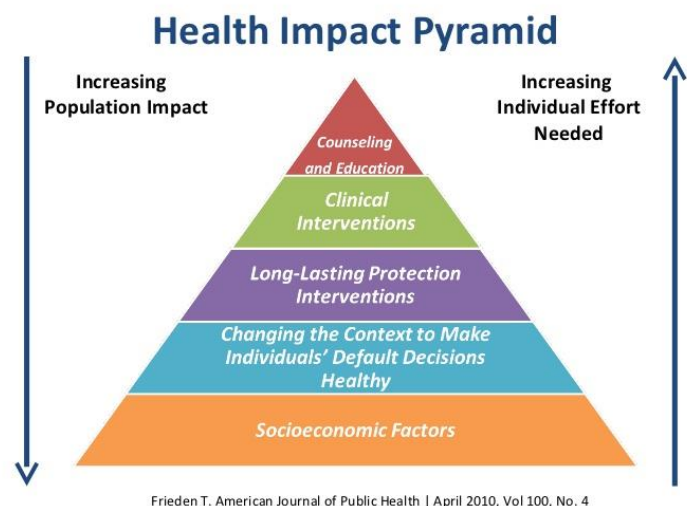 Health Impact Pyramid
Increasing
Population Impact
Increasing
Individual Effort
Needed
Counseling
and Education
Clinical
Interventions
Long-Lasting Protection
Interventions
Changing the Context to Make
Individuals’ Default Decisions
Healthy
Socioeconomic Factors
Frieden T. American Journal of Public Health | April 2010, Vol 100, No. 4